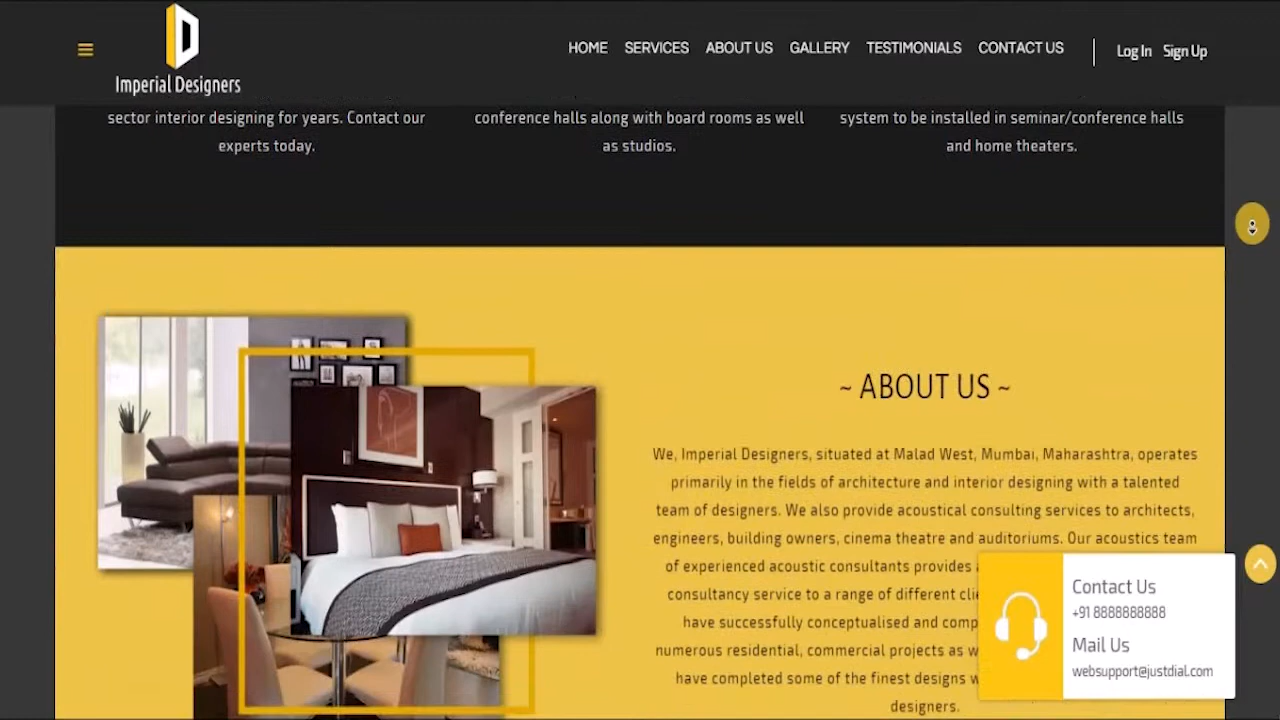 Imperial Designers
HOME SERVICES ABOUT US GALLERY TESTIMONIALS CONTACT US Log In Sign Up
sector interior designing for years. Contact our
experts today.
conference halls along with board rooms as well
as studios.
system to be installed in seminar/conference halls
and home theaters.
~ ABOUT US ~
We, Imperial Designers, situated at Malad West, Mumbai, Maharashtra, operates
primarily in the fields of architecture and interior designing with a talented
team of designers. We also provide acoustical consulting services to architects,
engineers, building owners, cinema theatre and auditoriums. Our acoustics team
of experienced acoustic consultants provides
consultancy service to a range of different
have successfully conceptualised and
numerous residential, commercial projects as
have completed some of the finest designs
designers.
Contact Us
+91 8888888888
Mail Us
websupport@justdial.com